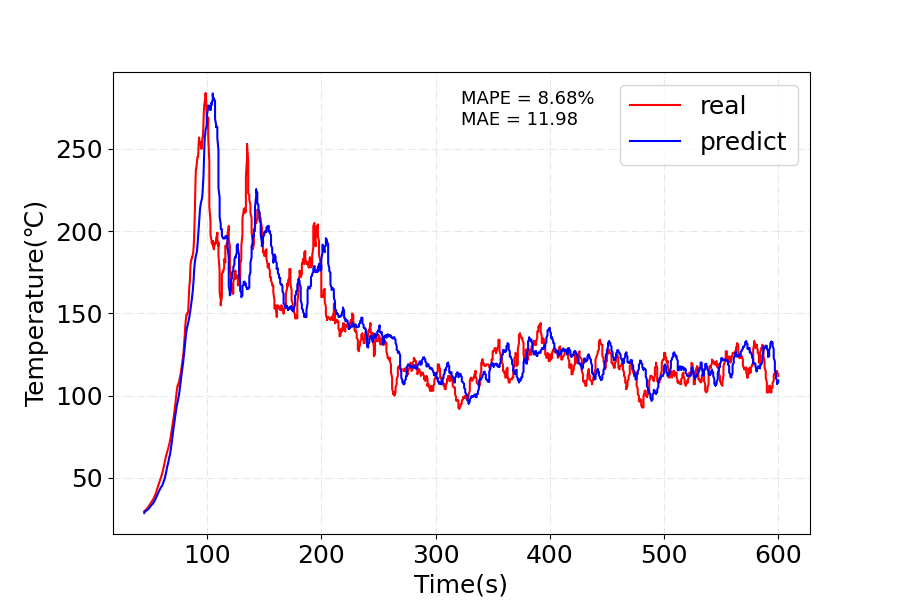 MAPE = 8.68%
MAE = 11.98
real
predict
250
200
150
100
50
Temperature(℃)
100 200 300 400 500 600
Time(s)